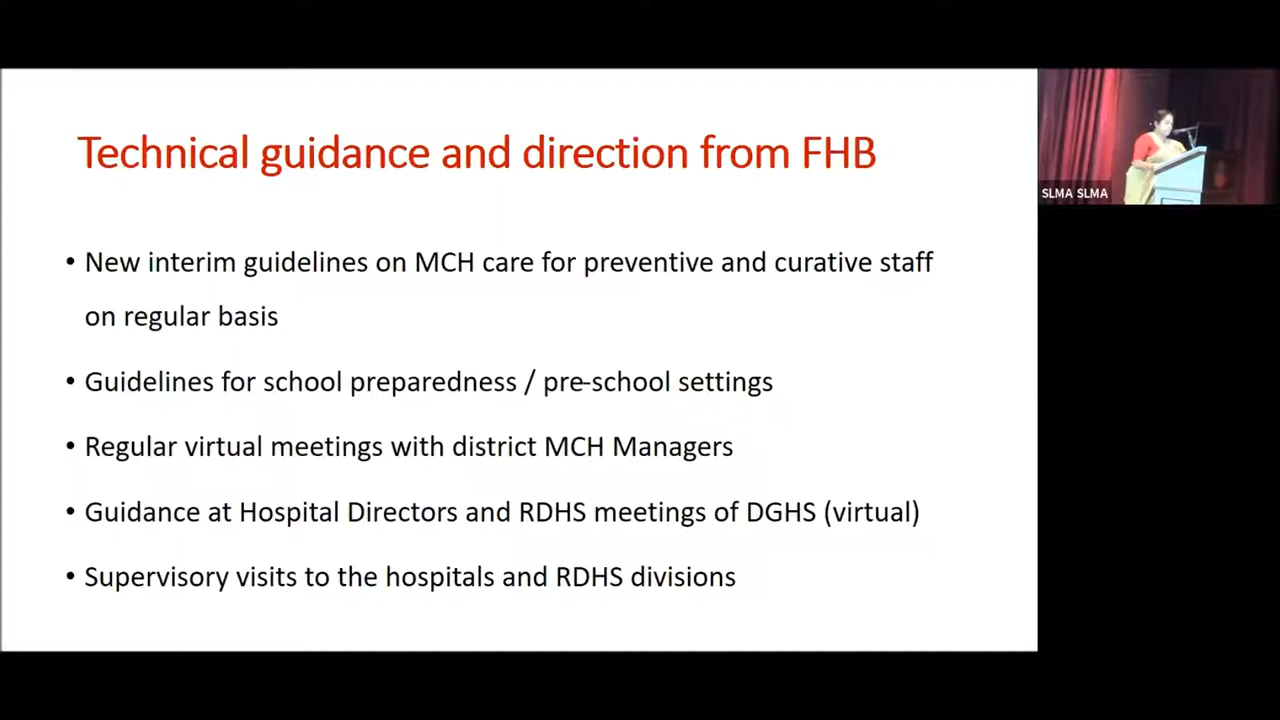 Technical guidance and direction from FHB
SLMA SLMA
• New interim guidelines on MCH care for preventive and curative staff
on regular basis
• Guidelines for school preparedness / pre-school settings
• Regular virtual meetings with district MCH Managers
• Guidance at Hospital Directors and RDHS meetings of DGHS (virtual)
• Supervisory visits to the hospitals and RDHS divisions